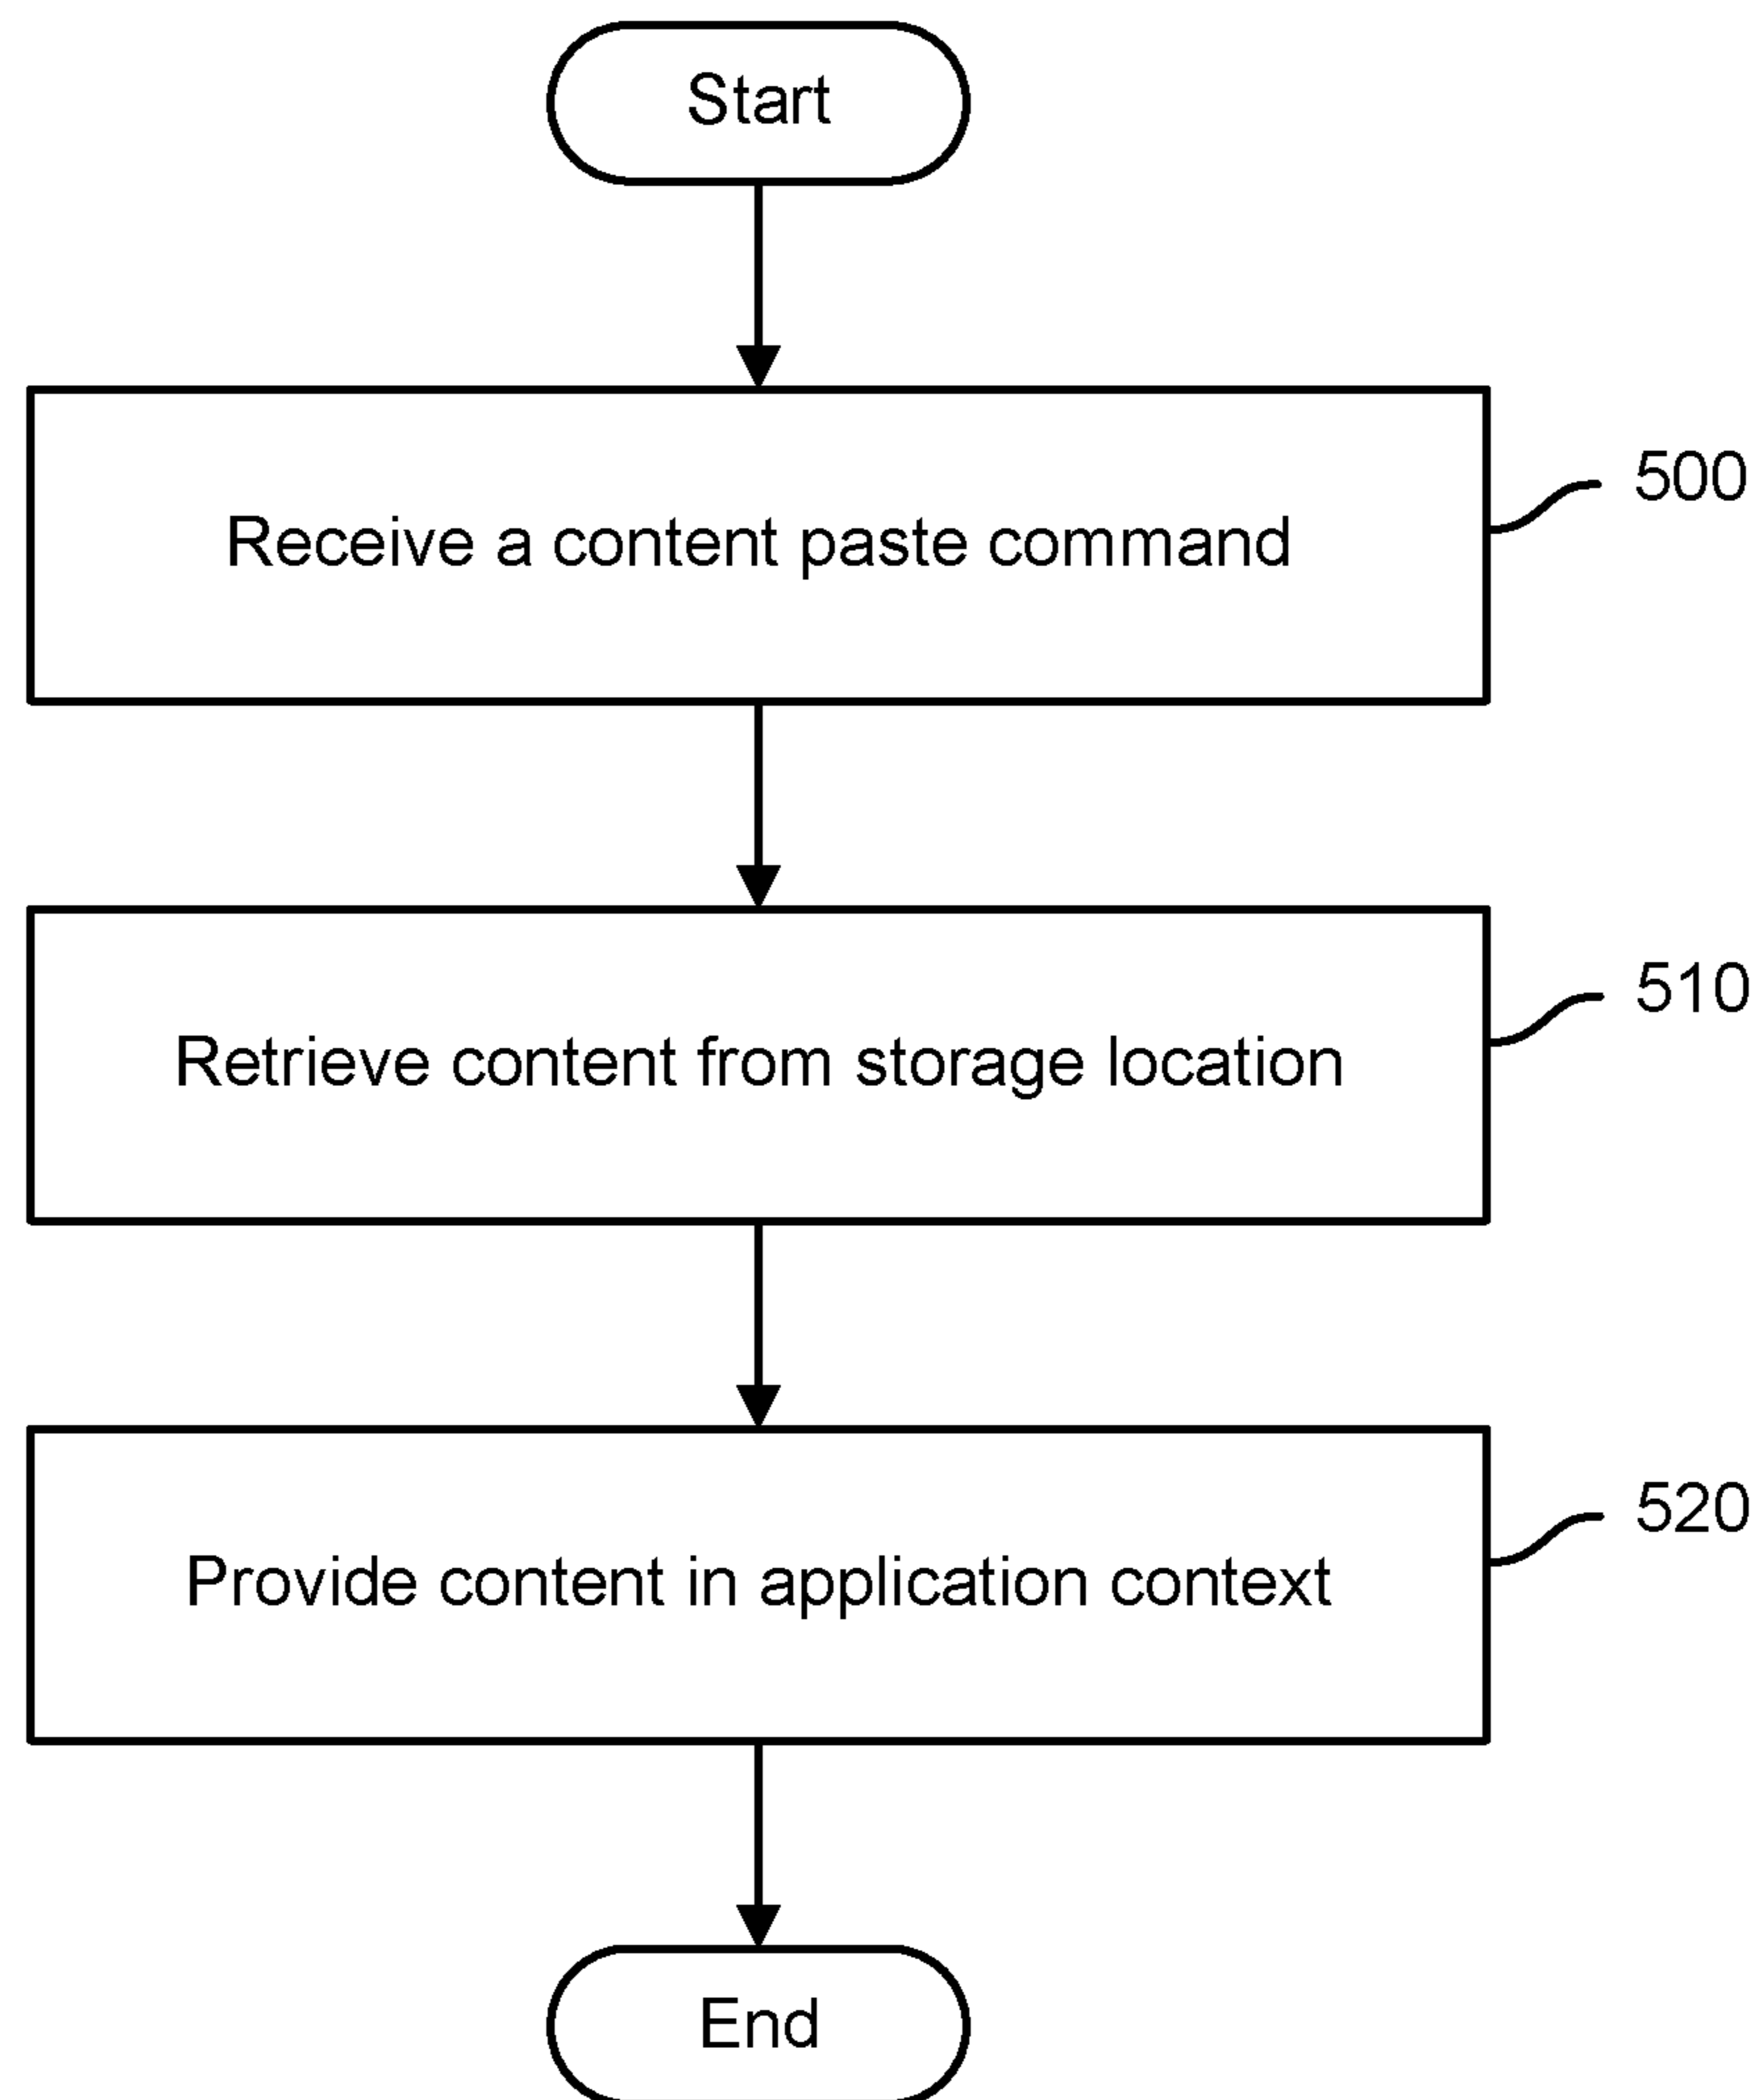 Start
Receive a content paste command
500
Retrieve content from storage location
510
Provide content in application context
520
End